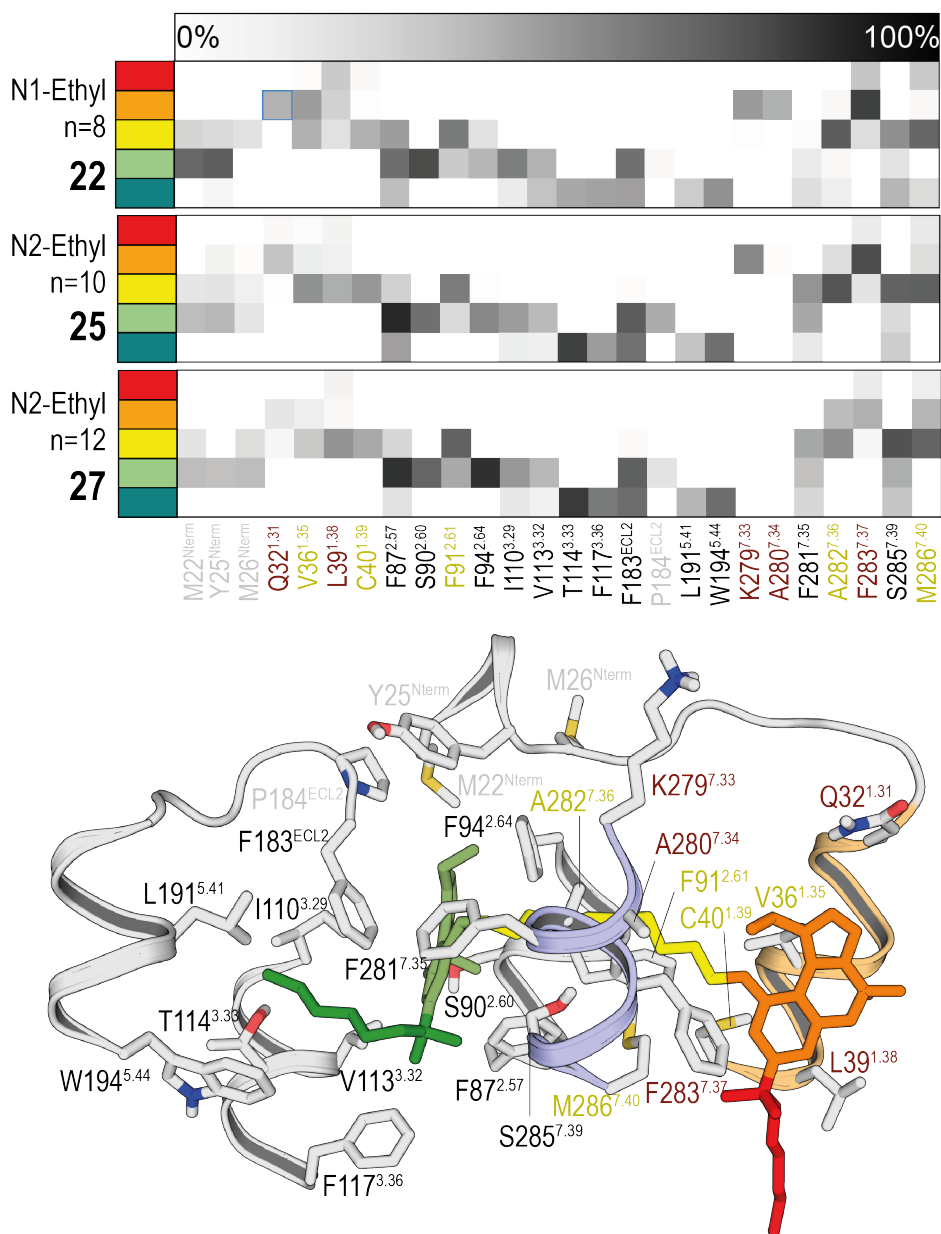 0% 100%
N1-Ethyl
n=8
22
N2-Ethyl
n=10
25
N2-Ethyl
n=12
27
M22Nterm
Y25Nterm
M26Nterm
Q321.31
V361.35
L391.38
C401.39
F872.57
S902.60
F912.61
F942.64
I1103.29
V1133.32
T1143.33
F1173.36
F183ECL2
P184ECL2
L1915.41
W1945.44
K2797.33
A2807.34
F2817.35
A2827.36
F2837.37
S2857.39
M2867.40
Y25Nterm
M26Nterm
M22Nterm
K2797.33
P184ECL2
A2827.36
Q321.31
F942.64
F183ECL2
A2807.34
F912.61
L1915.41
I1103.29
C401.39
V361.35
F2817.35
S902.60
T1143.33
W1945.44
V1133.32
F872.57
M2867.40
F2837.37
L391.38
S2857.39
F1173.36